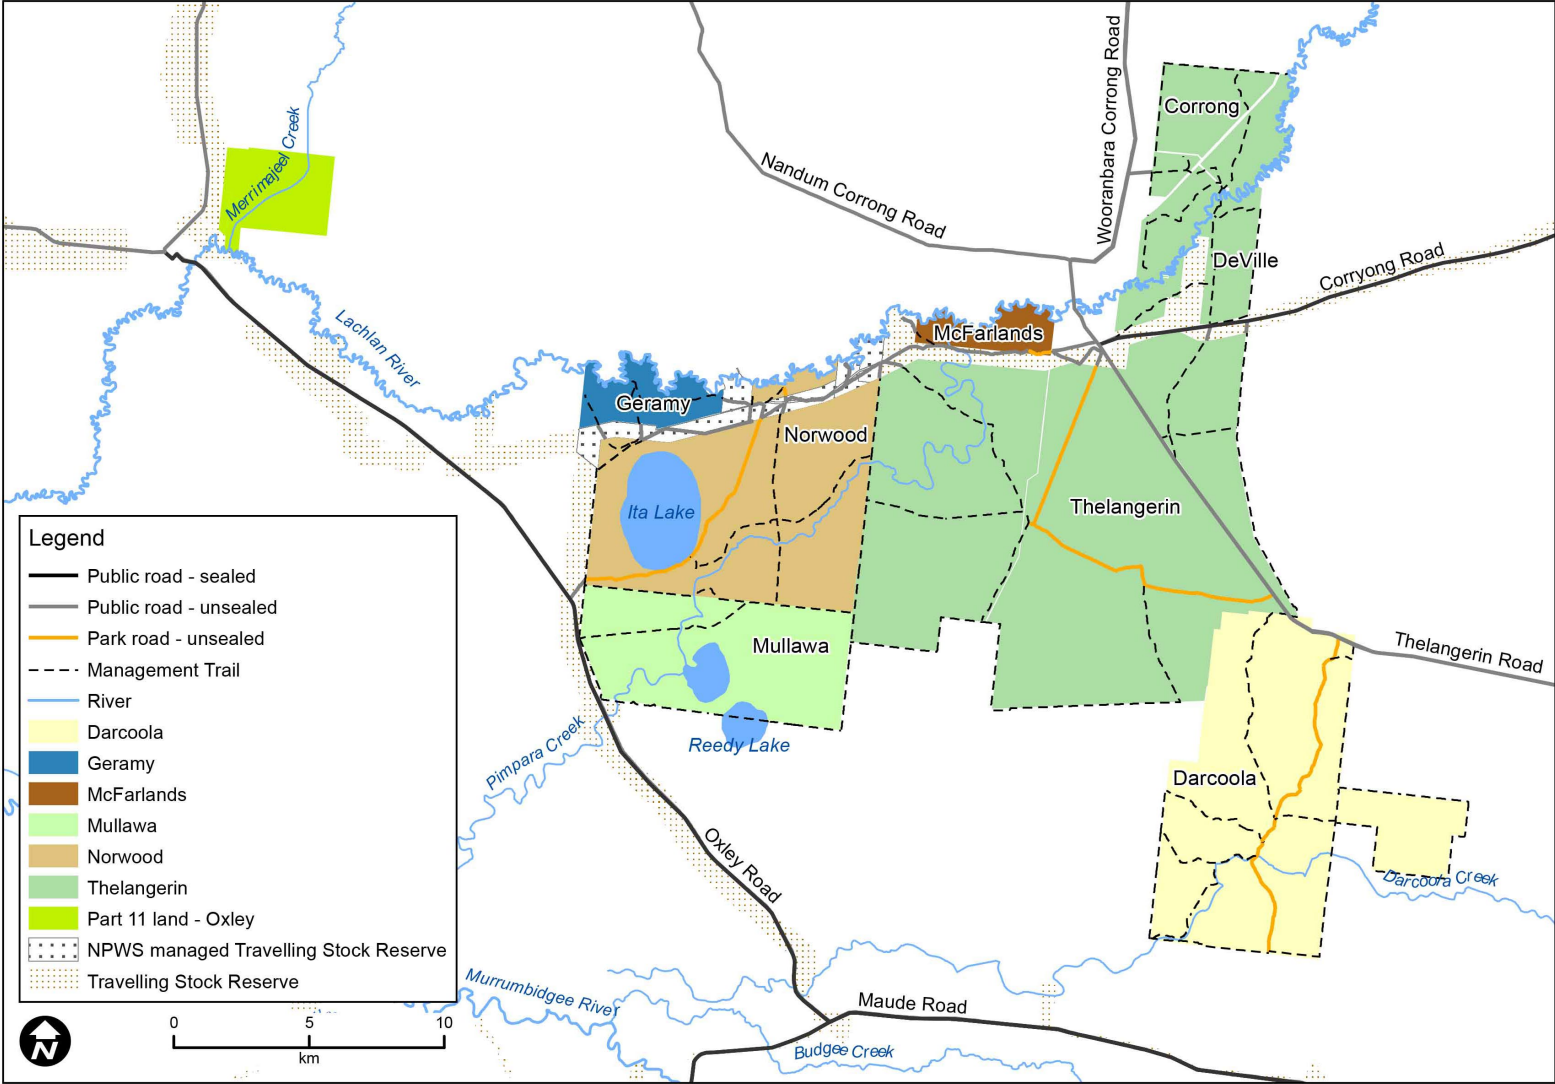 Corrong
Merrimajeel Creek
Wooranbara Corrong Road
Nandum Corrong Road
DeVille
Corryong Road
Lachlan River
McFarlands
Geramy
Norwood
Ita Lake
Thelangerin
Mullawa
Thelangerin Road
Reedy Lake
Pimpara Creek
Darcoola
Oxley Road
Darcoola Creek
Murrumbidgee River
Maude Road
Budgee Creek
Legend
Public road - sealed
Public road - unsealed
Park road - unsealed
Management Trail
River
Darcoola
Geramy
McFarlands
Mullawa
Norwood
Thelangerin
Part 11 land - Oxley
NPWS managed Travelling Stock Reserve
Travelling Stock Reserve
N
0 5 10
km